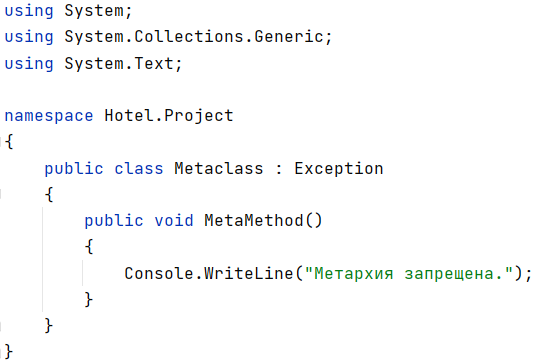 using System;
using System.Collections.Generic;
using System.Text;
namespace Hotel.Project
{
public class Metaclass : Exception
{
public void MetaMethod()
{
Console.WriteLine("Метархия запрещена.");
}
}
}